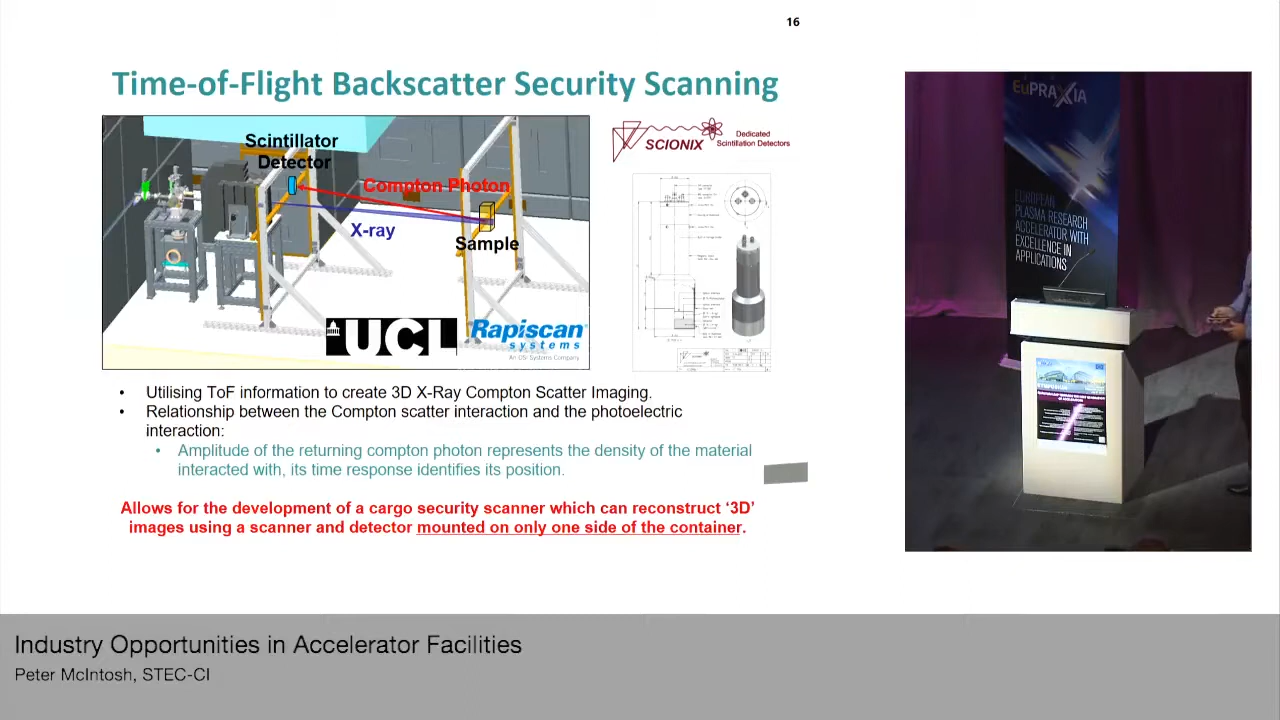 16
Time-of-Flight Backscatter Security Scanning
Scintillator
Detector
Compton Photon
X-ray
Sample
UCL
Rapiscan
systems
An OSI Systems Company
SCIONIX
Dedicated
Scintillation Detectors
• Utilising ToF information to create 3D X-Ray Compton Scatter Imaging.
• Relationship between the Compton scatter interaction and the photoelectric
interaction:
• Amplitude of the returning compton photon represents the density of the material
interacted with, its time response identifies its position.
Allows for the development of a cargo security scanner which can reconstruct ‘3D’
images using a scanner and detector mounted on only one side of the container.
EuPRAXIA
EUROPEAN
PLASMA RESEARCH
ACCELERATOR WITH
EXCELLENCE IN
APPLICATIONS
SYMPOSIUM
Industry Opportunities in Accelerator Facilities
Peter McIntosh, STEC-CI